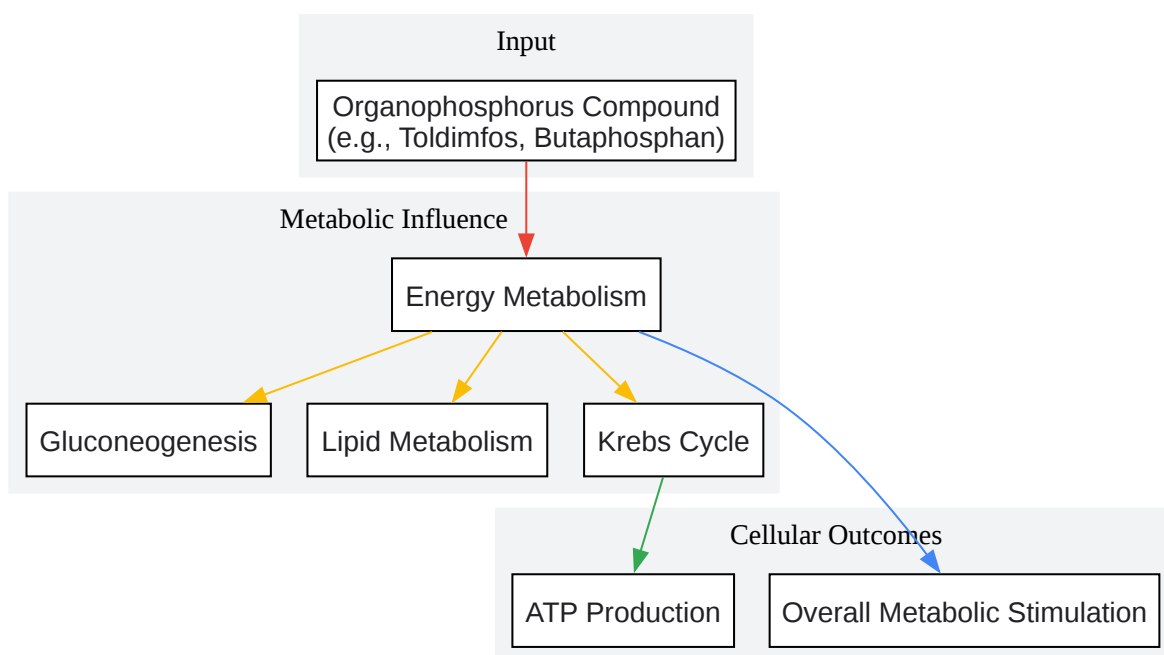 Input
Organophosphorus Compound
(e.g., Toldimfos, Butaphosphan)
Metabolic Influence
Energy Metabolism
Gluconeogenesis
Lipid Metabolism
Krebs Cycle
Cellular Outcomes
ATP Production
Overall Metabolic Stimulation